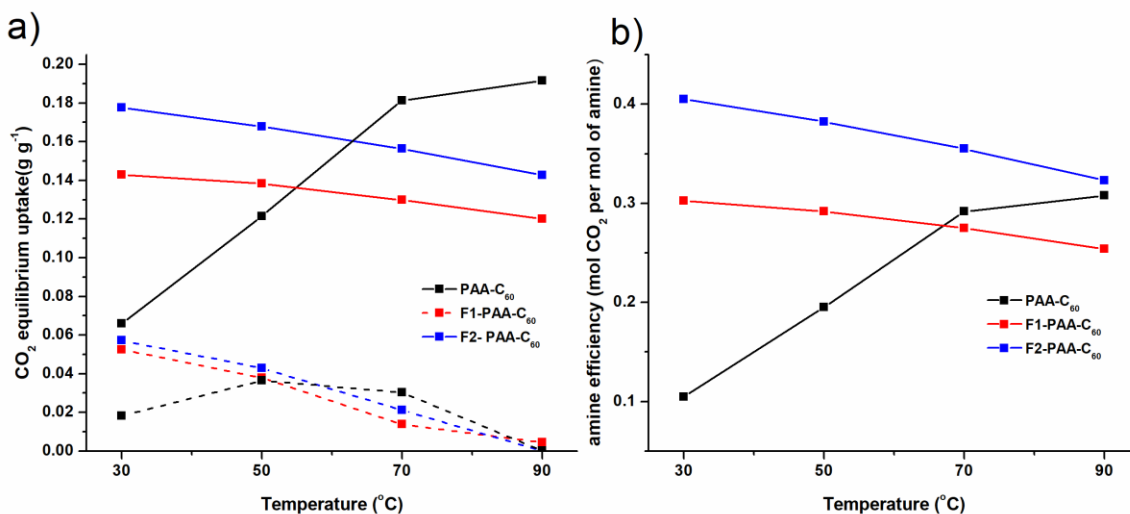 a)
CO₂ equilibrium uptake(g g⁻¹)
0.20
0.18
0.16
0.14
0.12
0.10
0.08
0.06
0.04
0.02
0.00
PAA-C₆₀
F1-PAA-C₆₀
F2- PAA-C₆₀
30 50 70 90
Temperature (°C)
b)
amine efficiency (mol CO₂ per mol of amine)
0.4
0.3
0.2
0.1
PAA-C₆₀
F1-PAA-C₆₀
F2-PAA-C₆₀
30 50 70 90
Temperature (°C)